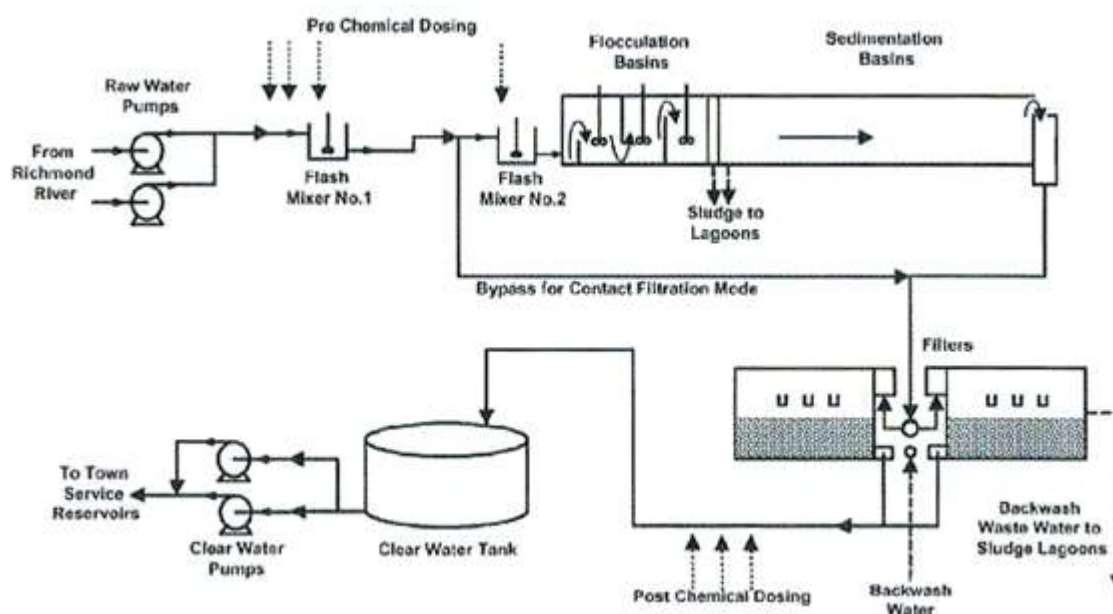 Pre Chemical Dosing
Flocculation
Basins
Sedimentation
Basins
Raw Water
Pumps
From
Richmond
River
Flash
Mixer No.1
Flash
Mixer No.2
Sludge to
Lagoons
Bypass for Contact Filtration Mode
Filters
To Town
Service
Reservoirs
Clear Water
Pumps
Clear Water Tank
Post Chemical Dosing
Backwash
Water
Backwash
Waste Water to
Sludge Lagoons